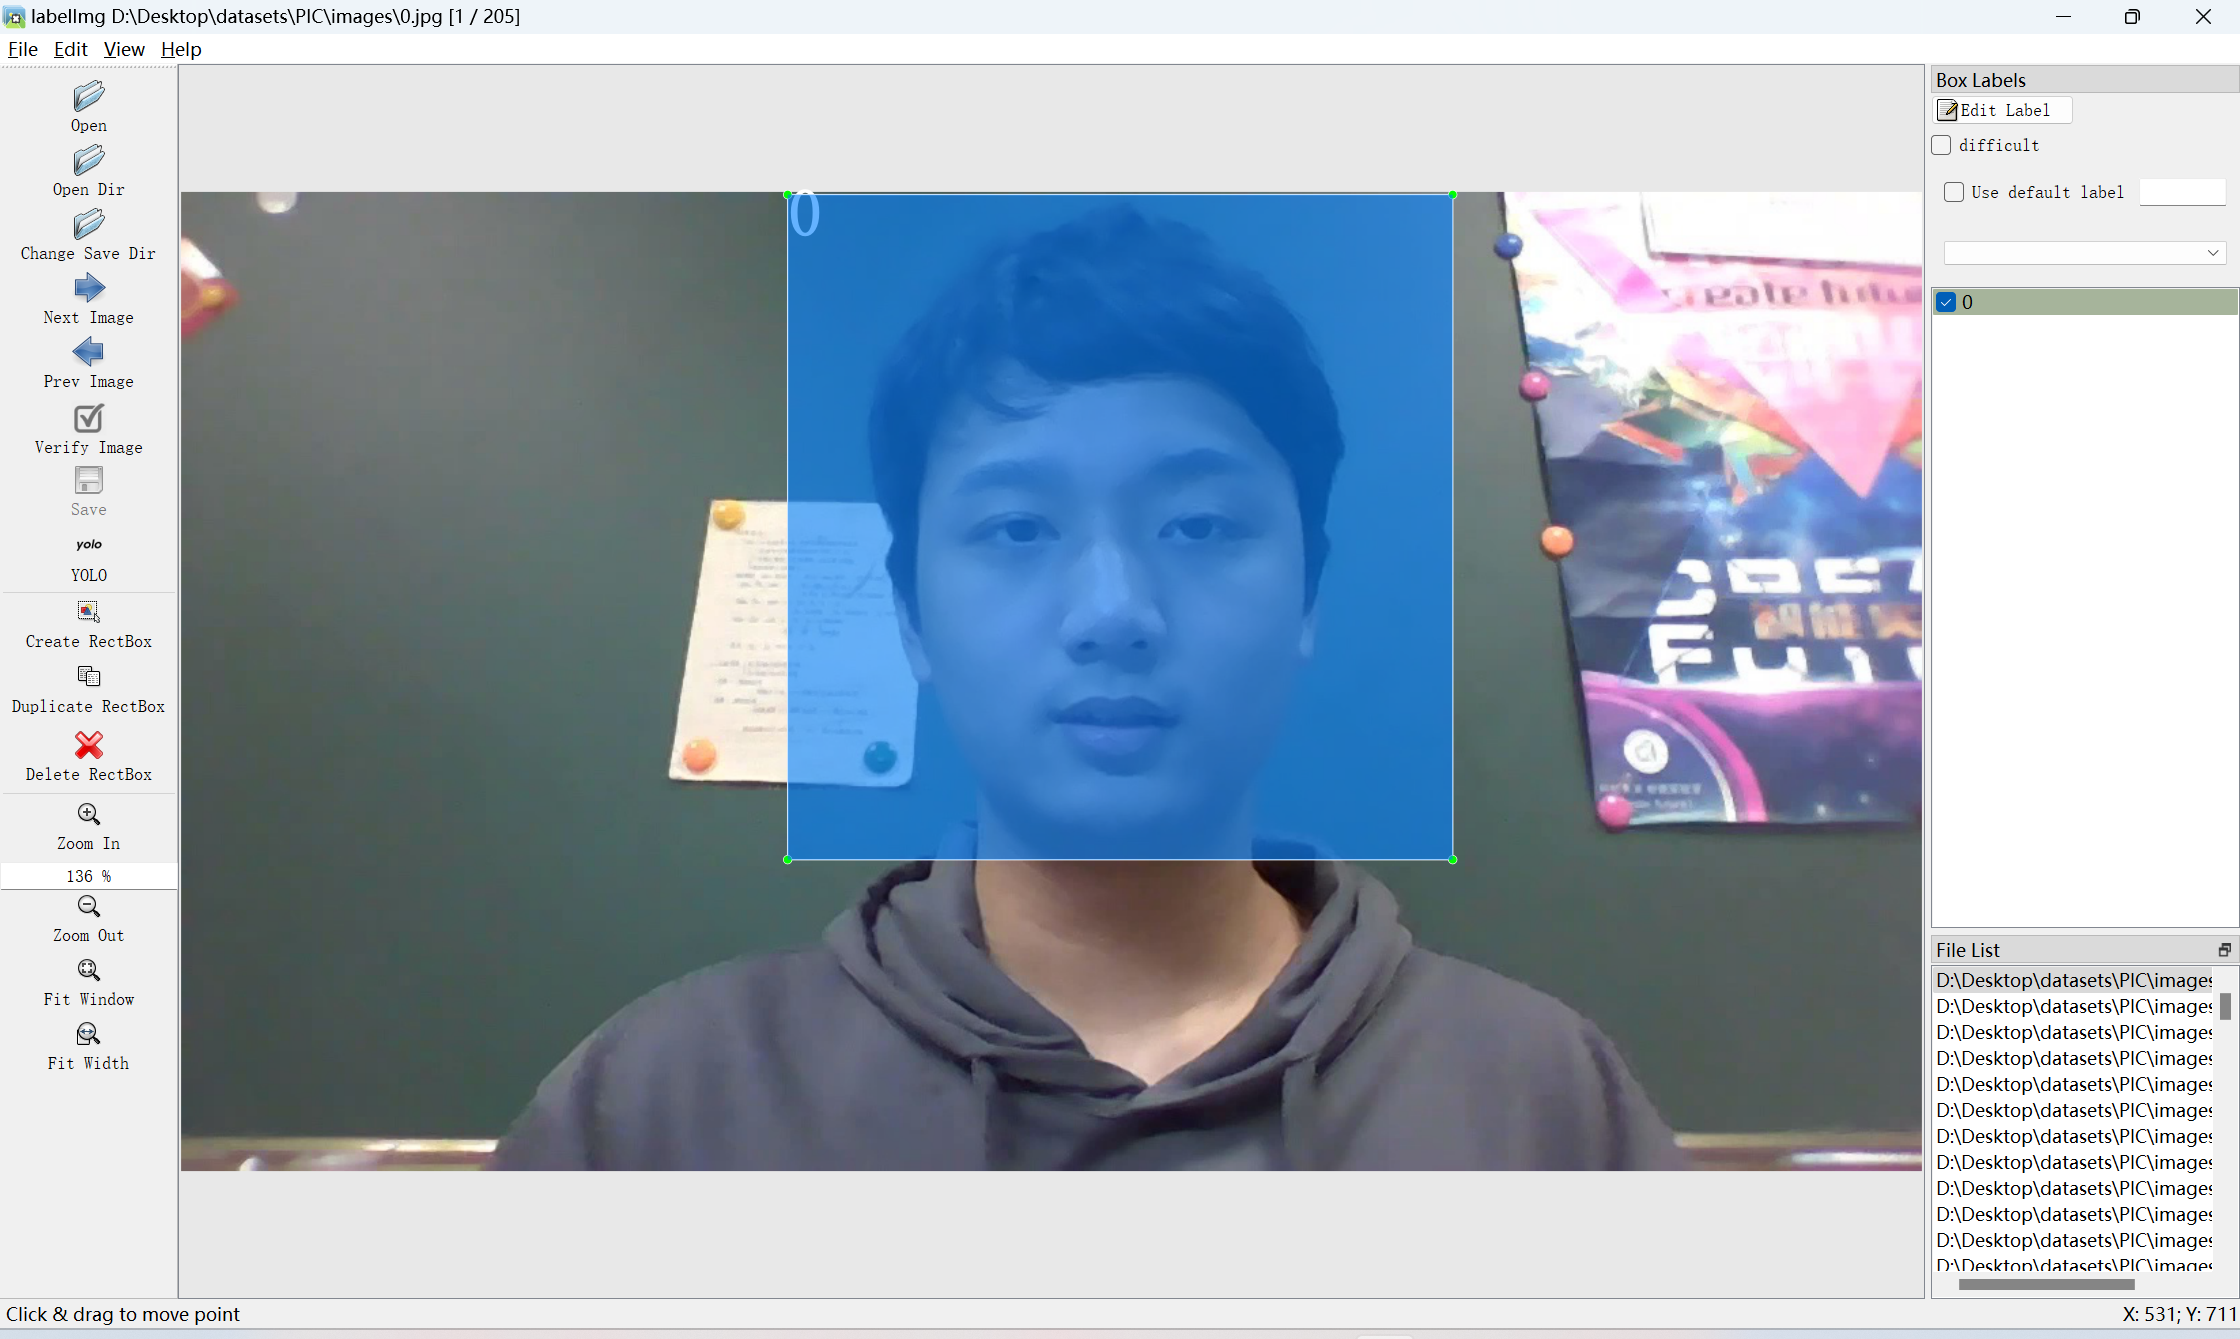 labelImg D:\Desktop\datasets\PIC\images\0.jpg [1 / 205]
File Edit View Help
Open
Open Dir
Change Save Dir
Next Image
Prev Image
Verify Image
Save
yolo
YOLO
Create RectBox
Duplicate RectBox
Delete RectBox
Zoom In
136 %
Zoom Out
Fit Window
Fit Width
0
Box Labels
Edit Label
difficult
Use default label
0
File List
D:\Desktop\datasets\PIC\images
D:\Desktop\datasets\PIC\images
D:\Desktop\datasets\PIC\images
D:\Desktop\datasets\PIC\images
D:\Desktop\datasets\PIC\images
D:\Desktop\datasets\PIC\images
D:\Desktop\datasets\PIC\images
D:\Desktop\datasets\PIC\images
D:\Desktop\datasets\PIC\images
D:\Desktop\datasets\PIC\images
D:\Desktop\datasets\PIC\images
D:\Desktop\datasets\PIC\images
Click & drag to move point
X: 531; Y: 711